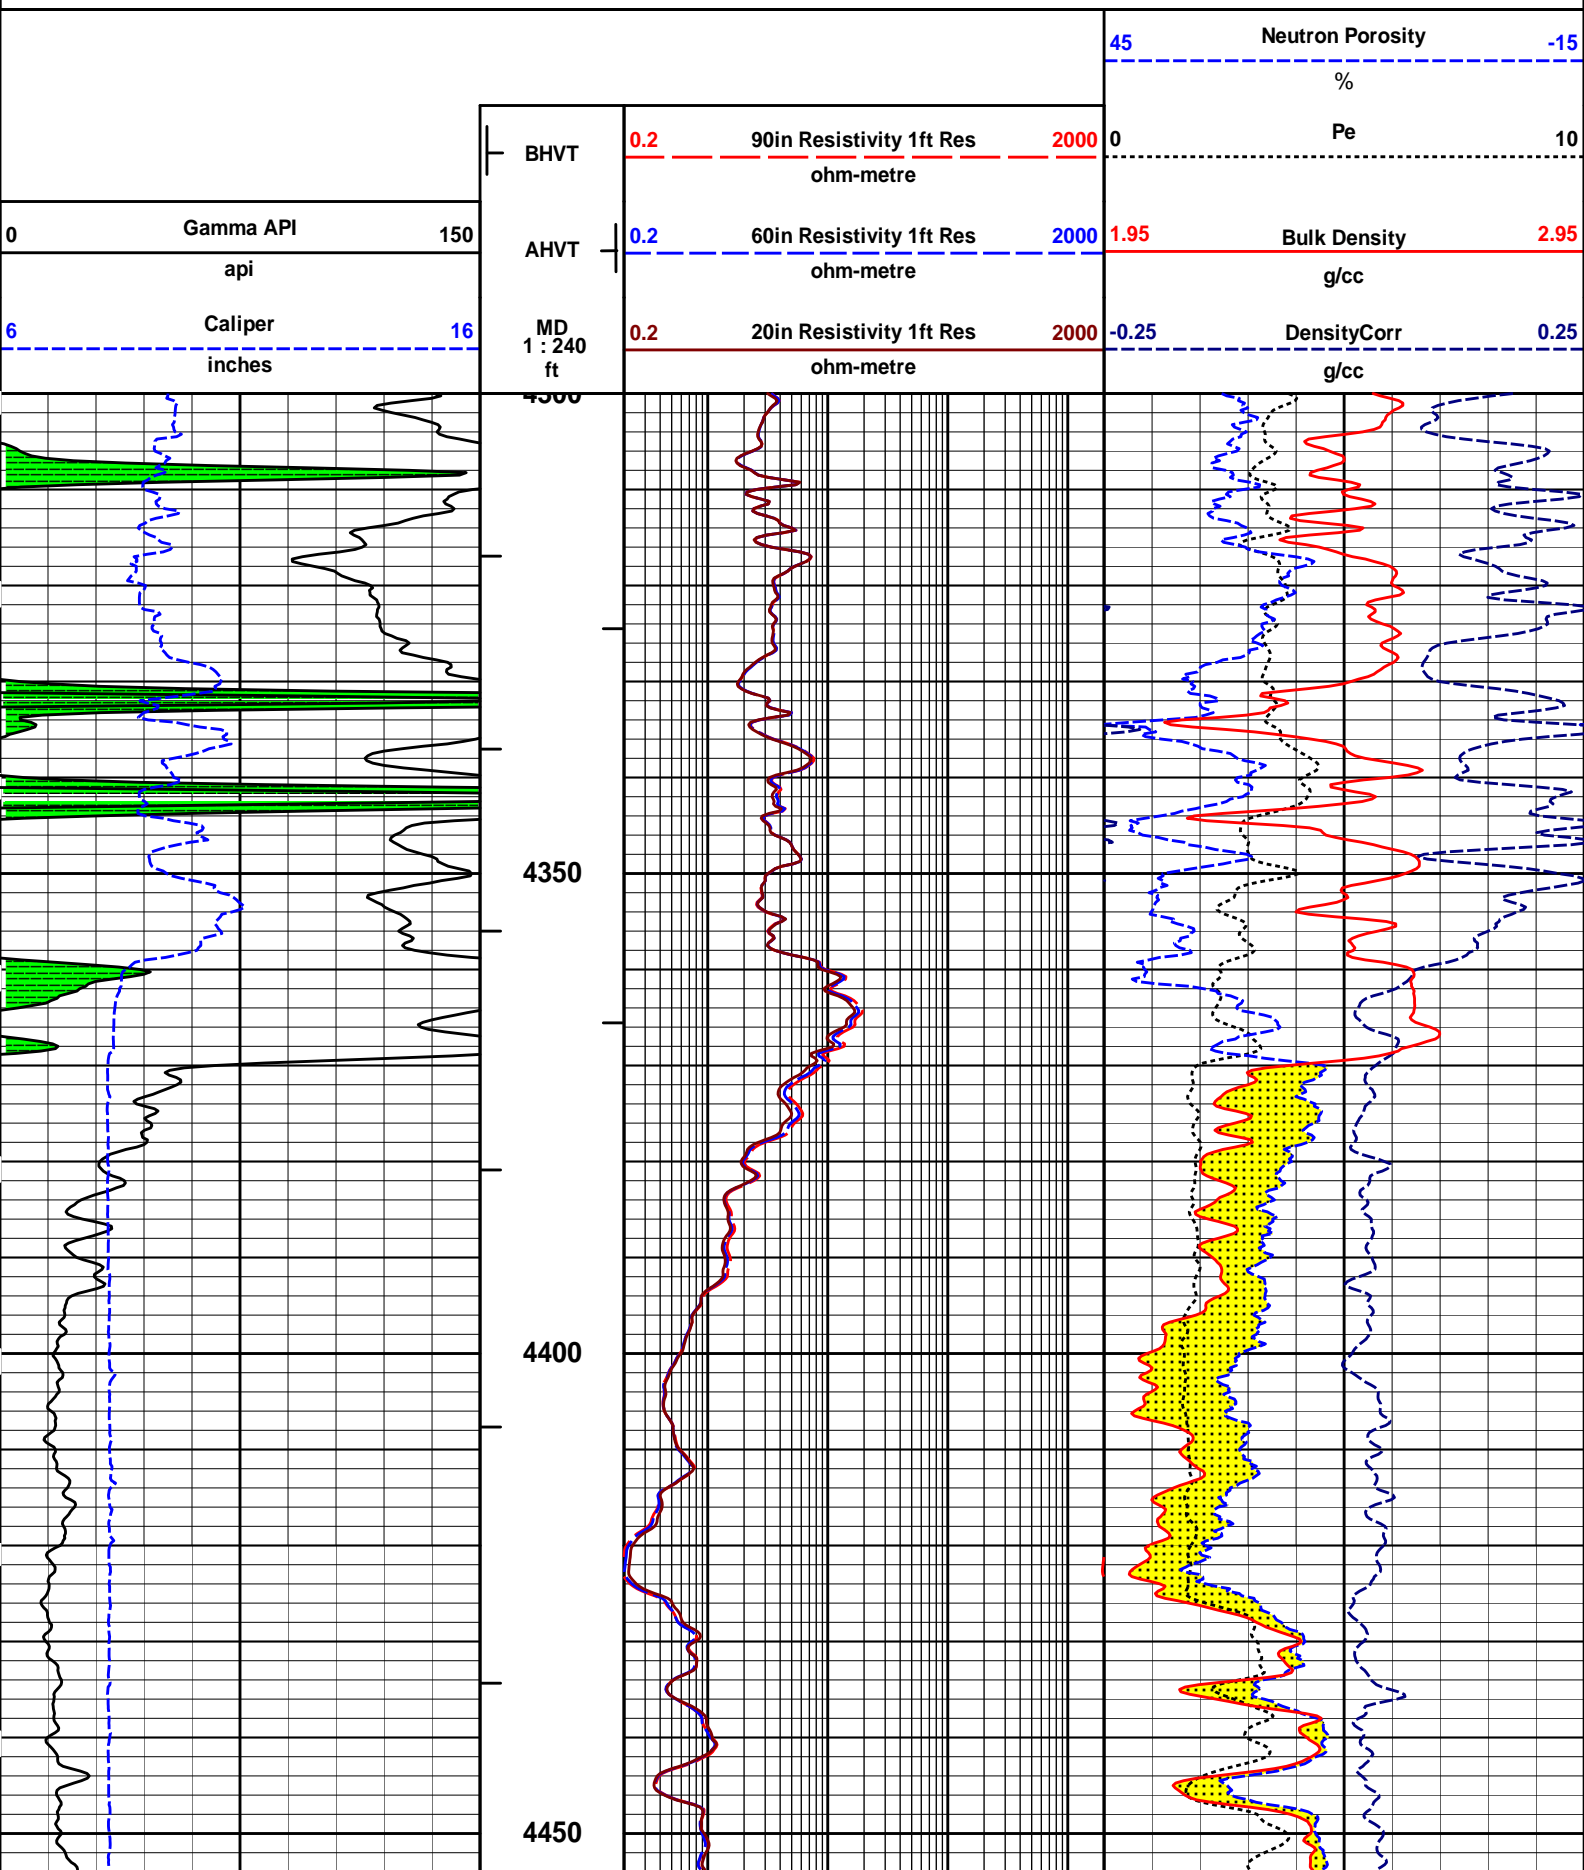 45 Neutron Porosity -15
%
0 Pe 10
1.95 Bulk Density 2.95
g/cc
-0.25 DensityCorr 0.25
g/cc
BHVT
AHVT
MD
1 : 240
ft
0.2 90in Resistivity 1ft Res 2000
ohm-metre
0.2 60in Resistivity 1ft Res 2000
ohm-metre
0.2 20in Resistivity 1ft Res 2000
ohm-metre
0 Gamma API 150
api
6 Caliper 16
inches
4300
4350
4400
4450